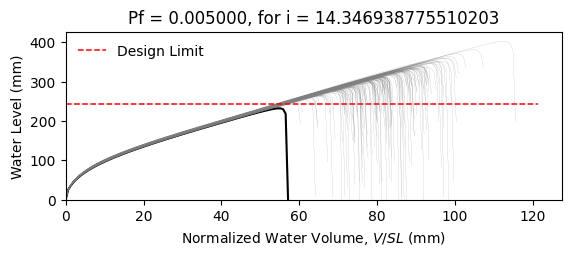 Pf = 0.005000, for i = 14.346938775510203
Design Limit
Water Level (mm)
400
300
200
100
0
0 20 40 60 80 100 120
Normalized Water Volume, V/SL (mm)